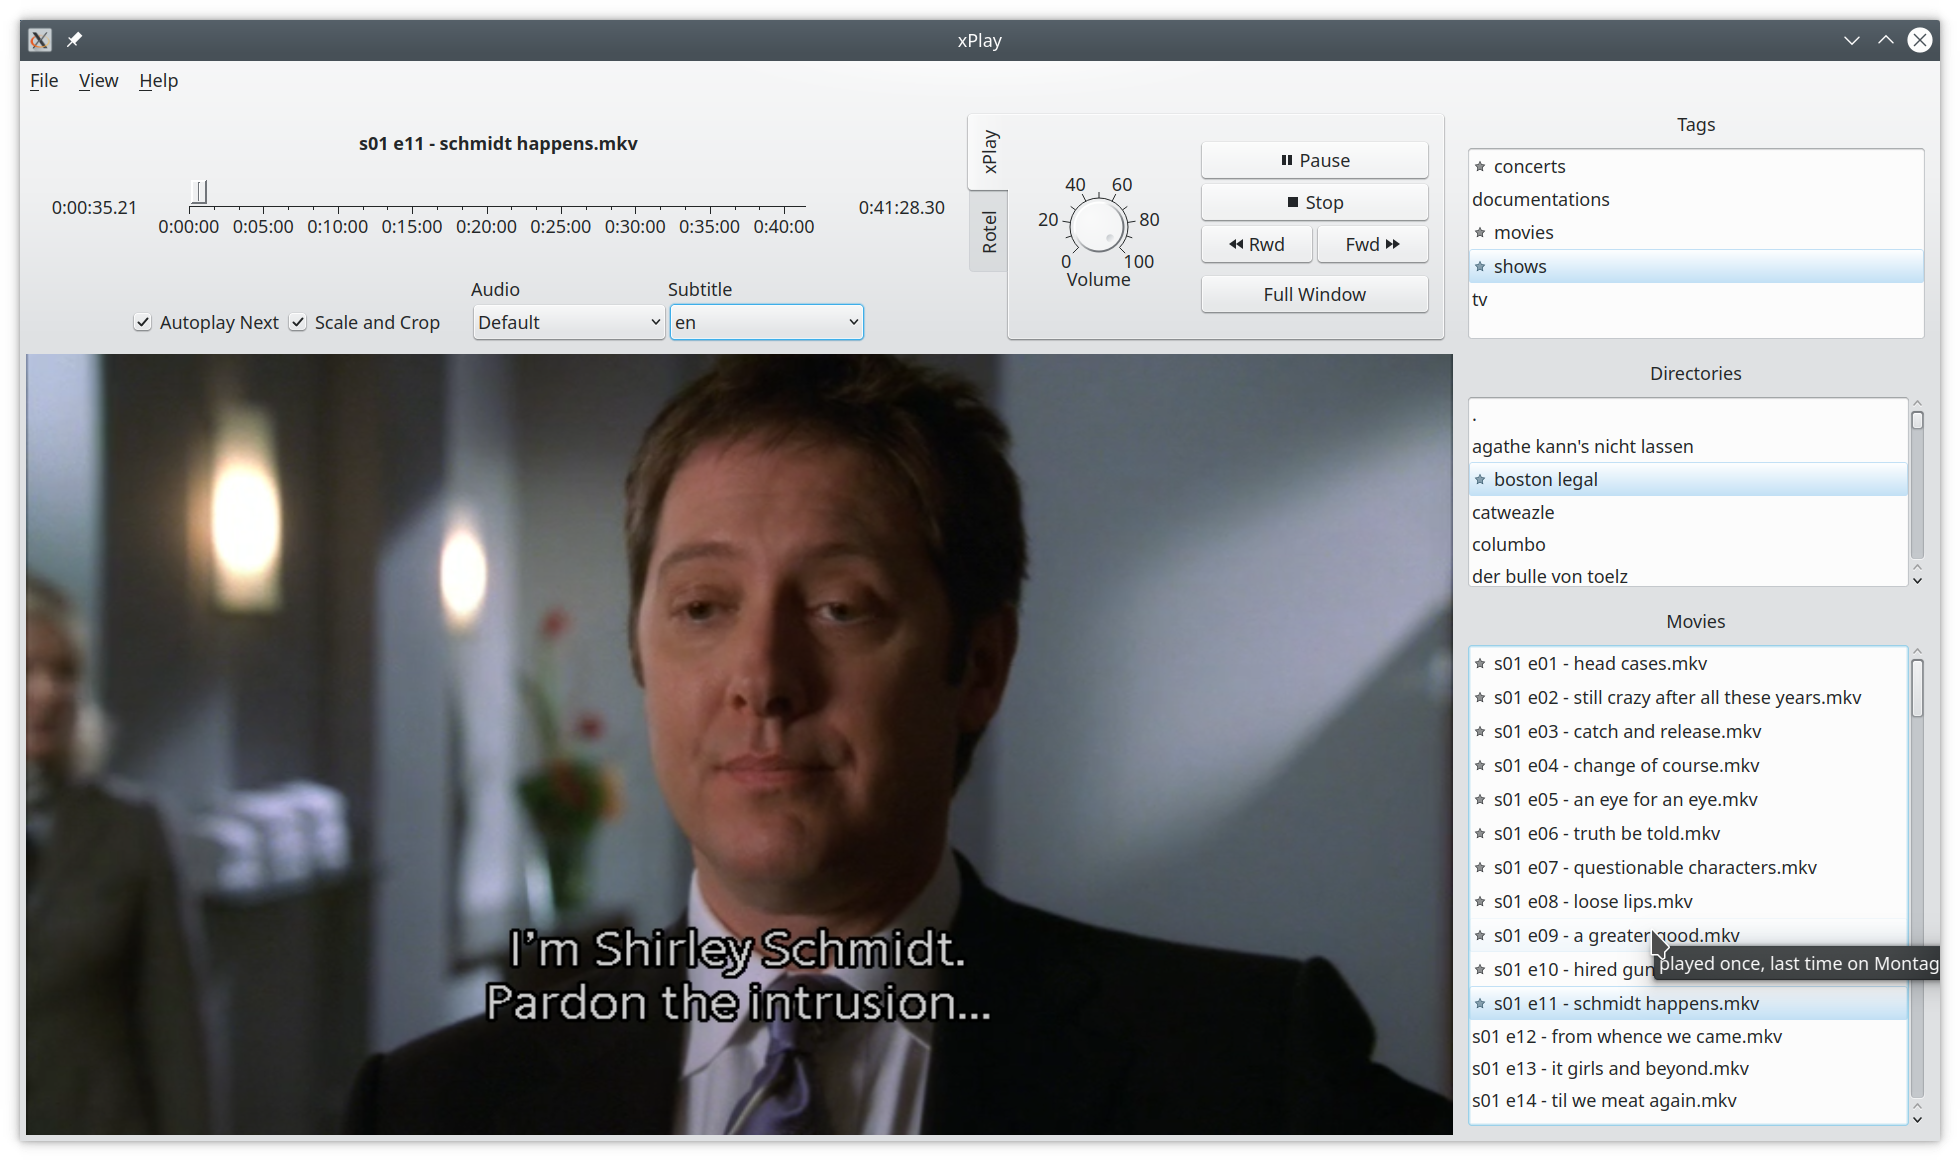 xPlay
File View Help
s01 e11 - schmidt happens.mkv
0:00:35.21
0:00:00 0:05:00 0:10:00 0:15:00 0:20:00 0:25:00 0:30:00 0:35:00 0:40:00
0:41:28.30
Autoplay Next
Scale and Crop
Audio
Default
Subtitle
en
xPlay
Rotel
0 20 40 60 80 100
Volume
Pause
Stop
Rwd
Fwd
Full Window
I'm Shirley Schmidt.
Pardon the intrusion...
Tags
concerts
documentations
movies
shows
tv
Directories
.
agathe kann's nicht lassen
boston legal
catweazle
columbo
der bulle von toelz
Movies
s01 e01 - head cases.mkv
s01 e02 - still crazy after all these years.mkv
s01 e03 - catch and release.mkv
s01 e04 - change of course.mkv
s01 e05 - an eye for an eye.mkv
s01 e06 - truth be told.mkv
s01 e07 - questionable characters.mkv
s01 e08 - loose lips.mkv
s01 e09 - a greater good.mkv
played once, last time on Montag
s01 e10 - hired gun
s01 e11 - schmidt happens.mkv
s01 e12 - from whence we came.mkv
s01 e13 - it girls and beyond.mkv
s01 e14 - til we meat again.mkv